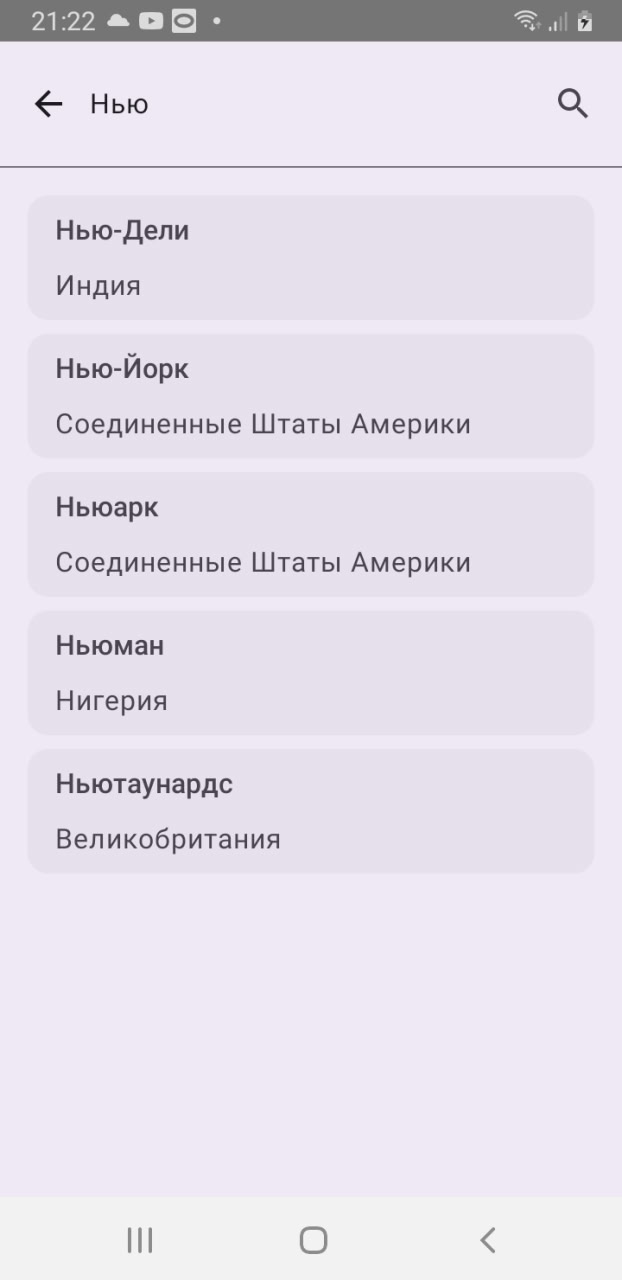 21:22
Нью
Нью-Дели
Индия
Нью-Йорк
Соединенные Штаты Америки
Ньюарк
Соединенные Штаты Америки
Ньюман
Нигерия
Ньютаунардс
Великобритания